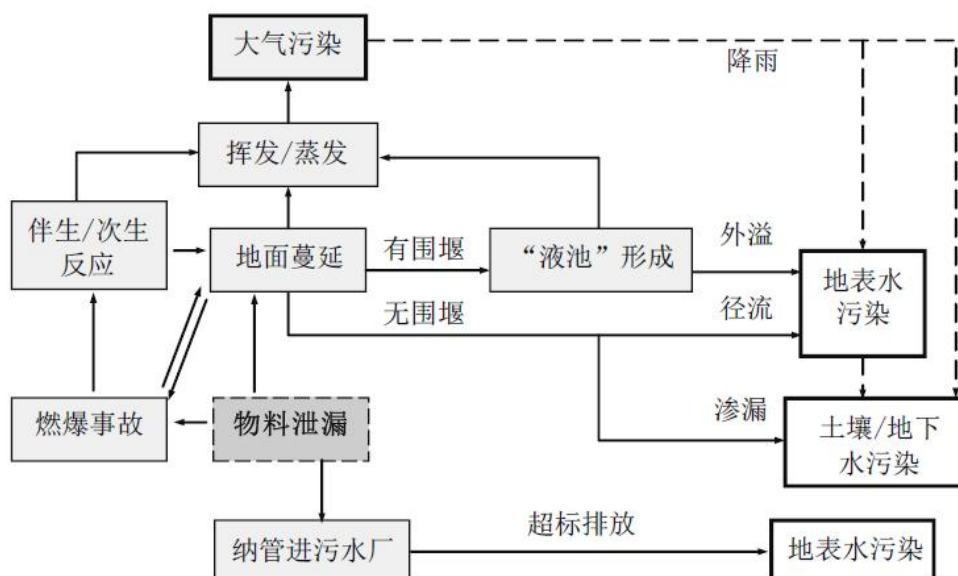 大气污染
降雨
挥发/蒸发
伴生/次生
反应
地面蔓延
有围堰
“液池”形成
外溢
地表水
污染
无围堰
径流
燃爆事故
物料泄漏
渗漏
土壤/地下
水污染
纳管进污水厂
超标排放
地表水污染